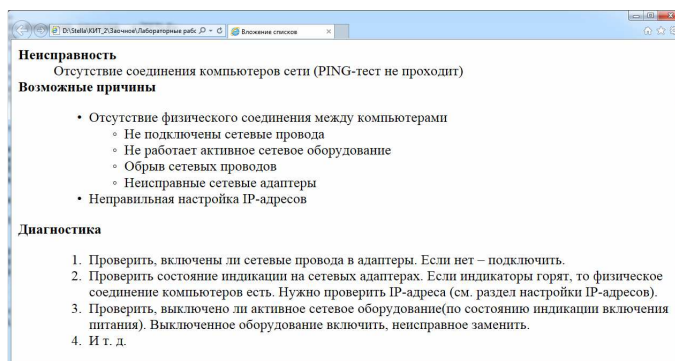 D:\Stella\КИТ_2\Заочное\Лабораторные рабс
Вложение списков
Неисправность
Отсутствие соединения компьютеров сети (PING-тест не проходит)
Возможные причины
• Отсутствие физического соединения между компьютерами
◦ Не подключены сетевые провода
◦ Не работает активное сетевое оборудование
◦ Обрыв сетевых проводов
◦ Неисправные сетевые адаптеры
• Неправильная настройка IP-адресов
Диагностика
1. Проверить, включены ли сетевые провода в адаптеры. Если нет – подключить.
2. Проверить состояние индикации на сетевых адаптерах. Если индикаторы горят, то физическое
соединение компьютеров есть. Нужно проверить IP-адреса (см. раздел настройки IP-адресов).
3. Проверить, выключено ли активное сетевое оборудование(по состоянию индикации включения
питания). Выключенное оборудование включить, неисправное заменить.
4. И т. д.